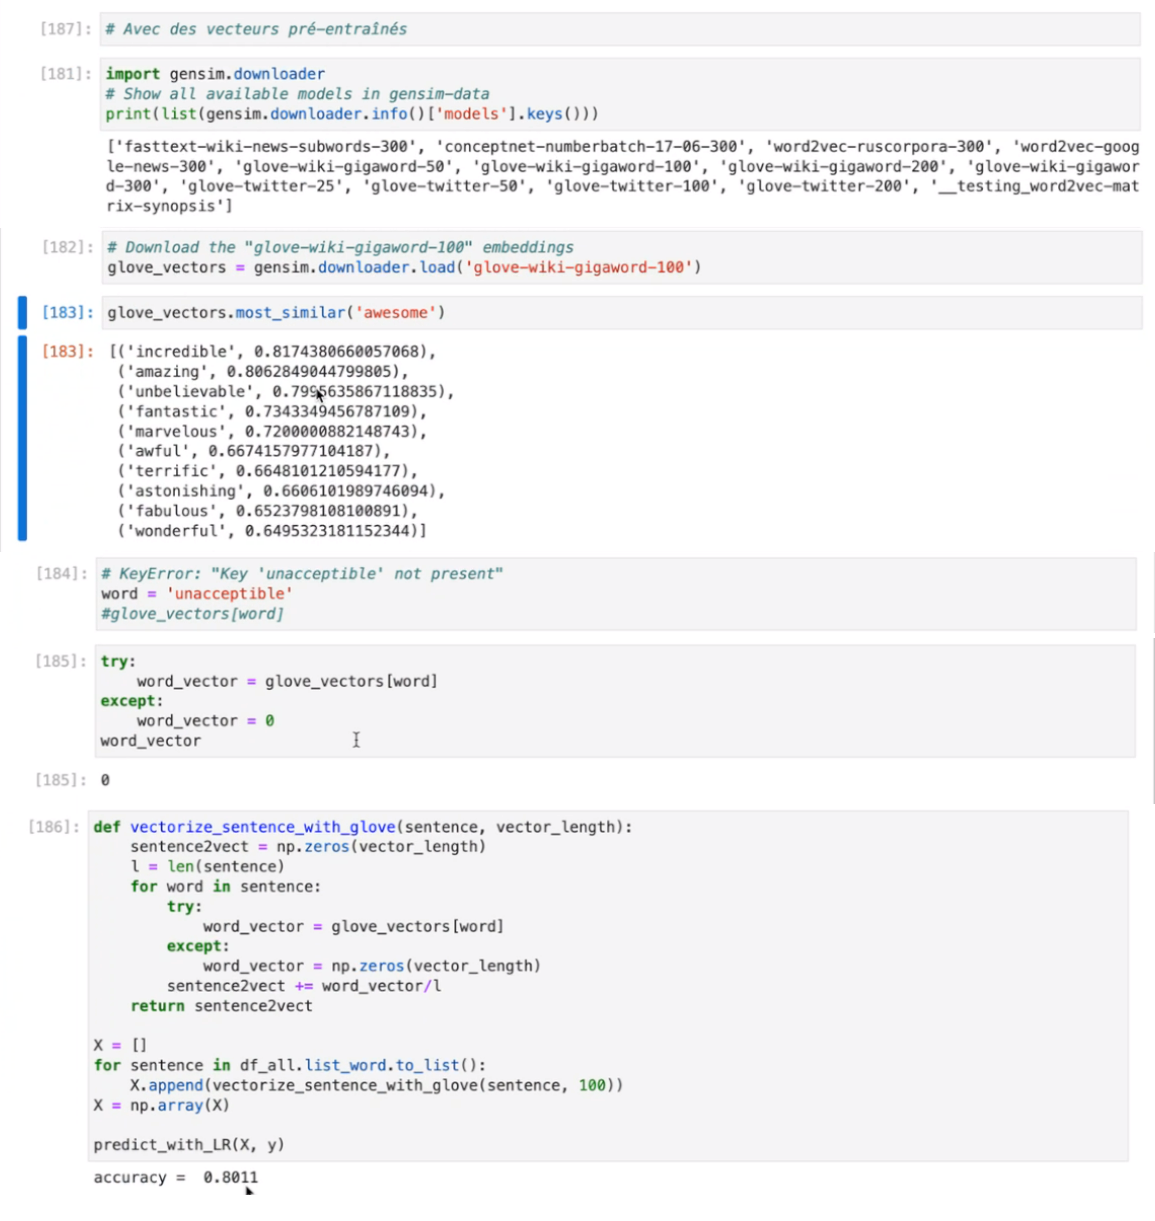 [187]: # Avec des vecteurs pré-entraînés
[181]: import gensim.downloader
# Show all available models in gensim-data
print(list(gensim.downloader.info()['models'].keys()))
['fasttext-wiki-news-subwords-300', 'conceptnet-numberbatch-17-06-300', 'word2vec-ruscorpora-300', 'word2vec-goog
le-news-300', 'glove-wiki-gigaword-50', 'glove-wiki-gigaword-100', 'glove-wiki-gigaword-200', 'glove-wiki-gigawor
d-300', 'glove-twitter-25', 'glove-twitter-50', 'glove-twitter-100', 'glove-twitter-200', '__testing_word2vec-mat
rix-synopsis']
[182]: # Download the "glove-wiki-gigaword-100" embeddings
glove_vectors = gensim.downloader.load('glove-wiki-gigaword-100')
[183]: glove_vectors.most_similar('awesome')
[183]: [('incredible', 0.8174380660057068),
('amazing', 0.8062849044799805),
('unbelievable', 0.7995635867118835),
('fantastic', 0.7343349456787109),
('marvelous', 0.7200000882148743),
('awful', 0.6674157977104187),
('terrific', 0.6648101210594177),
('astonishing', 0.6606101989746094),
('fabulous', 0.6523798108100891),
('wonderful', 0.6495323181152344)]
[184]: # KeyError: "Key 'unacceptible' not present"
word = 'unacceptible'
#glove_vectors[word]
[185]: try:
    word_vector = glove_vectors[word]
except:
    word_vector = 0
word_vector
[185]: 0
[186]: def vectorize_sentence_with_glove(sentence, vector_length):
    sentence2vect = np.zeros(vector_length)
    l = len(sentence)
    for word in sentence:
        try:
            word_vector = glove_vectors[word]
        except:
            word_vector = np.zeros(vector_length)
        sentence2vect += word_vector/l
    return sentence2vect
X = []
for sentence in df_all.list_word.to_list():
    X.append(vectorize_sentence_with_glove(sentence, 100))
X = np.array(X)
predict_with_LR(X, y)
accuracy =  0.8011